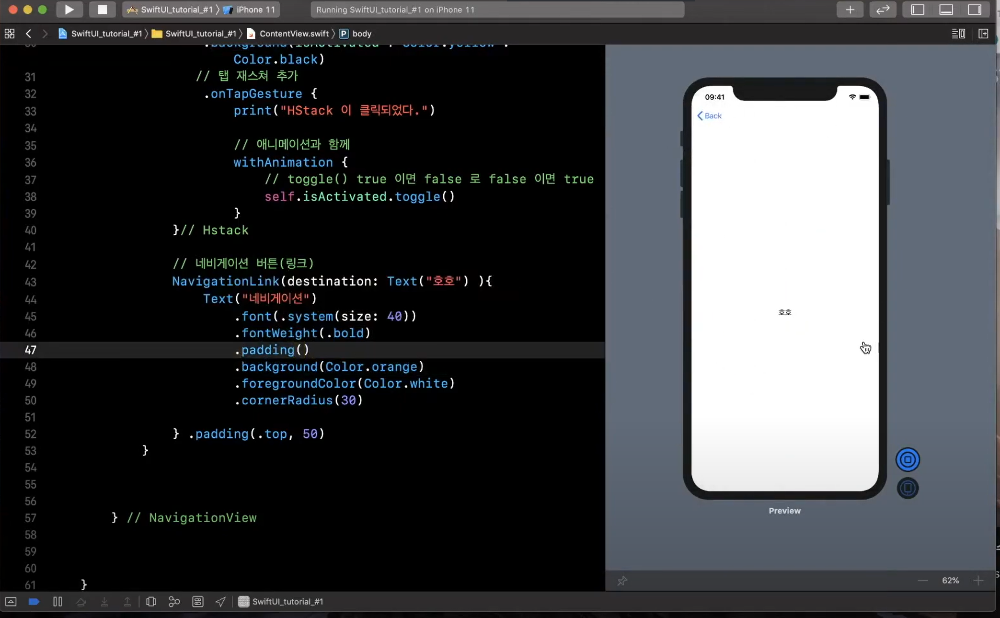 SwiftUI_tutorial_#1 〉 iPhone 11
Running SwiftUI_tutorial_#1 on iPhone 11
SwiftUI_tutorial_#1 〉 SwiftUI_tutorial_#1 〉 ContentView.swift 〉 P body
.background(isActivated ? Color.yellow :
Color.black)
31 // 탭 재스쳐 추가
32 .onTapGesture {
33 print("HStack 이 클릭되었다.")
34
35 // 애니메이션과 함께
36 withAnimation {
37 // toggle() true 이면 false 로 false 이면 true
38 self.isActivated.toggle()
39 }
40 }// Hstack
41
42 // 네비게이션 버튼(링크)
43 NavigationLink(destination: Text("호호") ){
44 Text("네비게이션")
45 .font(.system(size: 40))
46 .fontWeight(.bold)
47 .padding()
48 .background(Color.orange)
49 .foregroundColor(Color.white)
50 .cornerRadius(30)
51
52 } .padding(.top, 50)
53 }
54
55
56
57 } // NavigationView
58
59
60
61 }
09:41
Back
호호
Preview
62%
SwiftUI_tutorial_#1